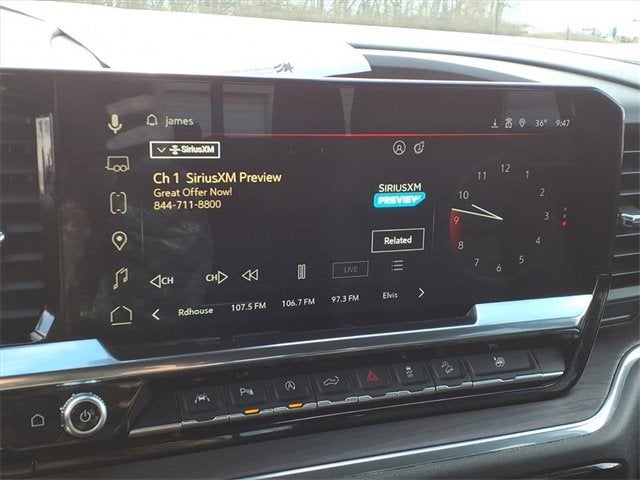 james
36° 9:47
SiriusXM
Ch 1 SiriusXM Preview
Great Offer Now!
844-711-8800
SIRIUSXM
PREVIEW
12
1
2
3
4
5
6
7
8
9
10
11
Related
CH
CH
LIVE
Rdhouse 107.5 FM 106.7 FM 97.3 FM Elvis